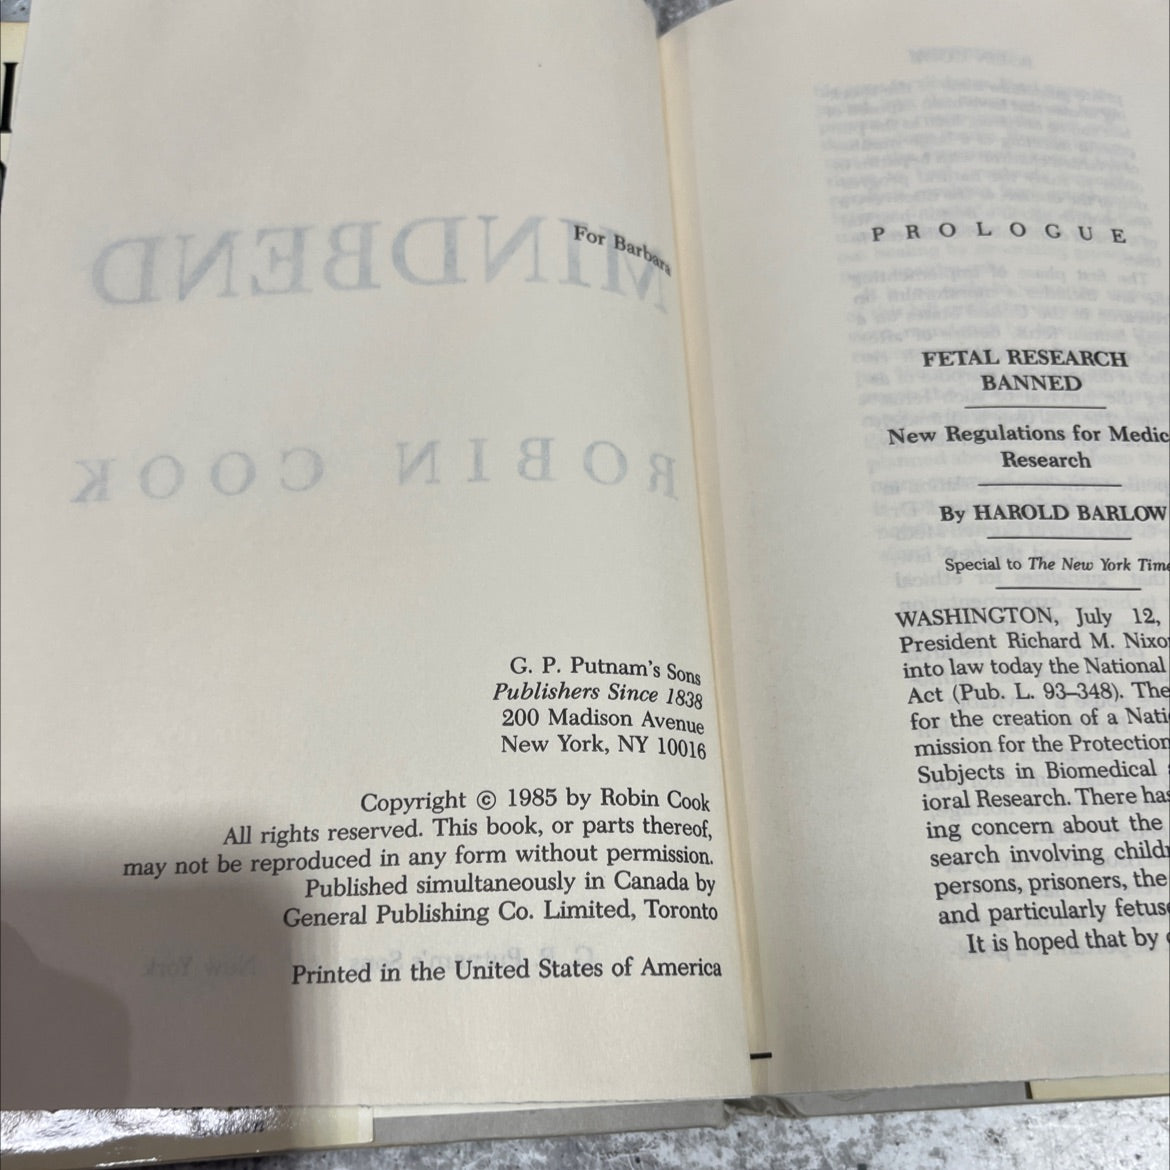 For Barbara
MINDBEND
ROBIN COOK
G. P. Putnam's Sons
Publishers Since 1838
200 Madison Avenue
New York, NY 10016
Copyright © 1985 by Robin Cook
All rights reserved. This book, or parts thereof,
may not be reproduced in any form without permission.
Published simultaneously in Canada by
General Publishing Co. Limited, Toronto
Printed in the United States of America
PROLOGUE
FETAL RESEARCH
BANNED
New Regulations for Medic
Research
By HAROLD BARLOW
Special to The New York Time
WASHINGTON, July 12,
President Richard M. Nixo
into law today the National
Act (Pub. L. 93–348). The
for the creation of a Nati
mission for the Protection
Subjects in Biomedical
ioral Research. There has
ing concern about the
search involving childr
persons, prisoners, the
and particularly fetuse
It is hoped that by